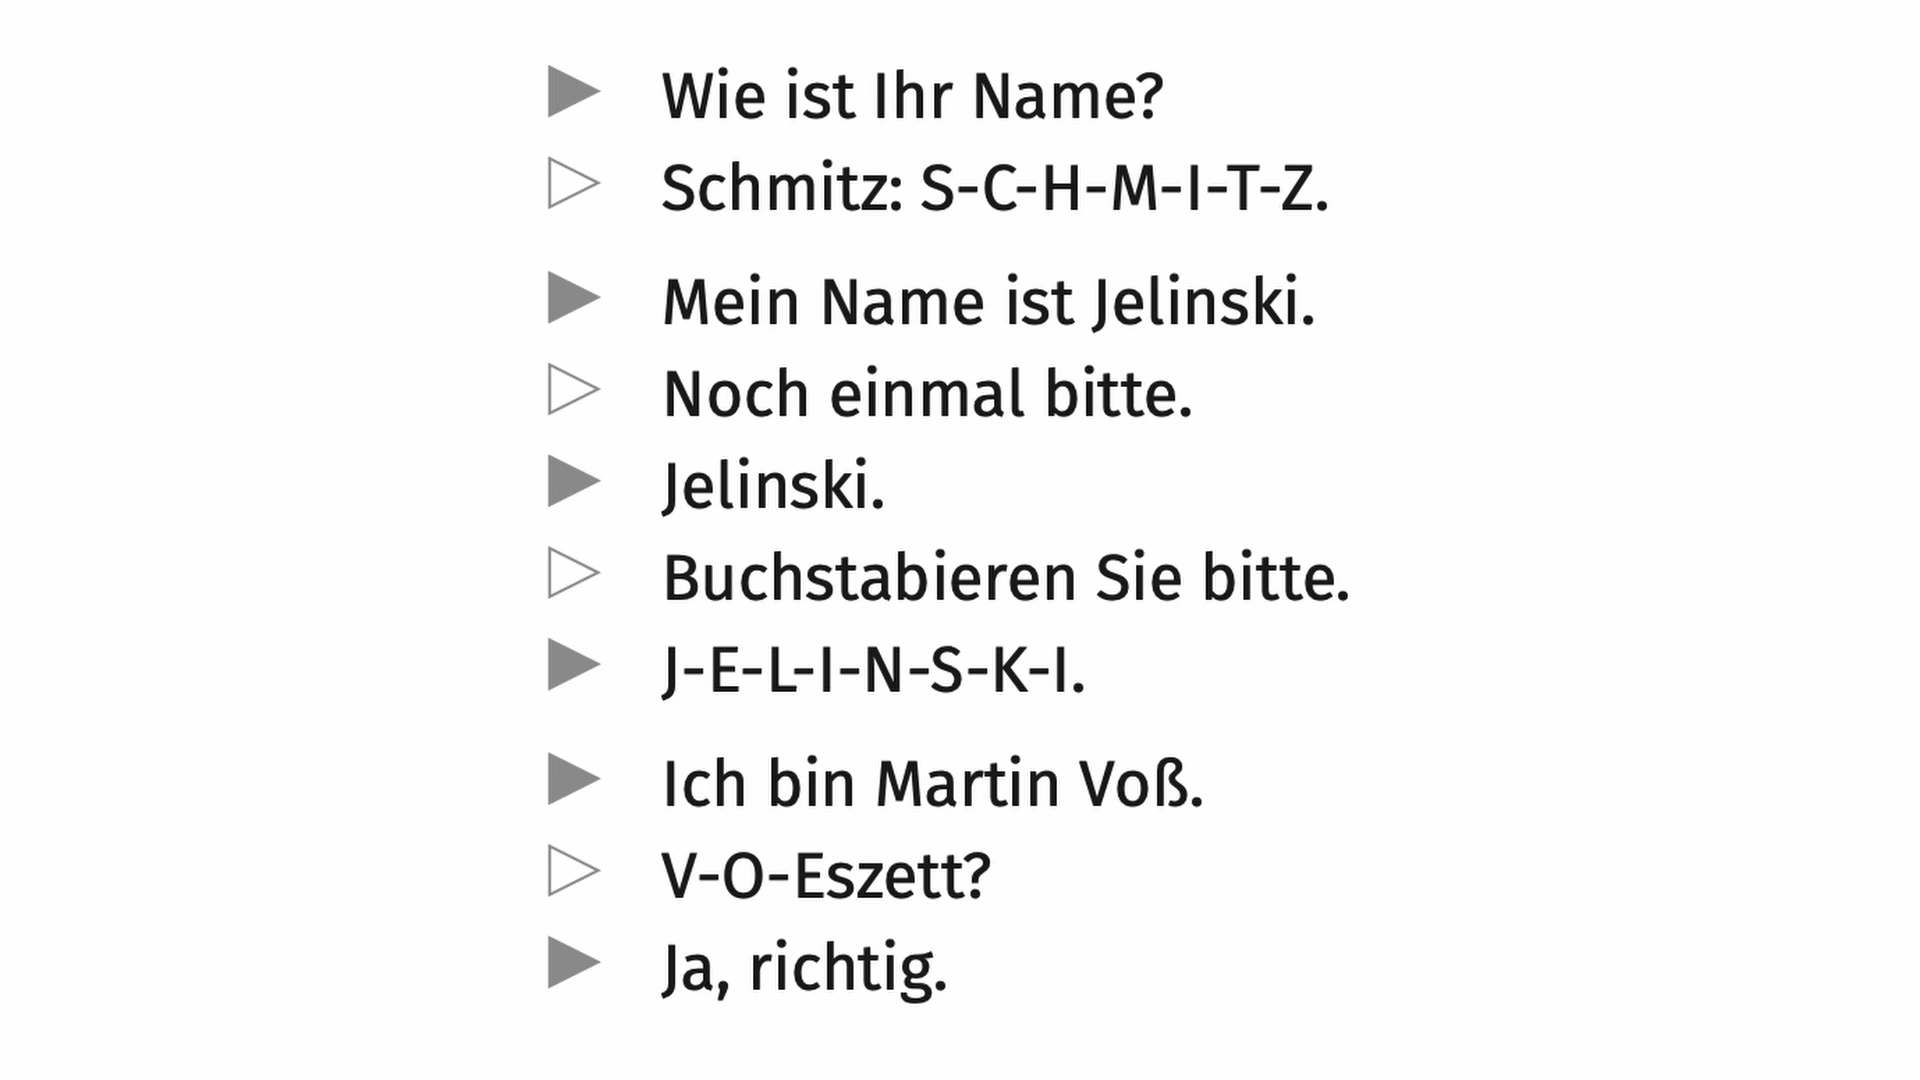 Wie ist Ihr Name?
Schmitz: S-C-H-M-I-T-Z.
Mein Name ist Jelinski.
Noch einmal bitte.
Jelinski.
Buchstabieren Sie bitte.
J-E-L-I-N-S-K-I.
Ich bin Martin Voß.
V-O-Eszett?
Ja, richtig.